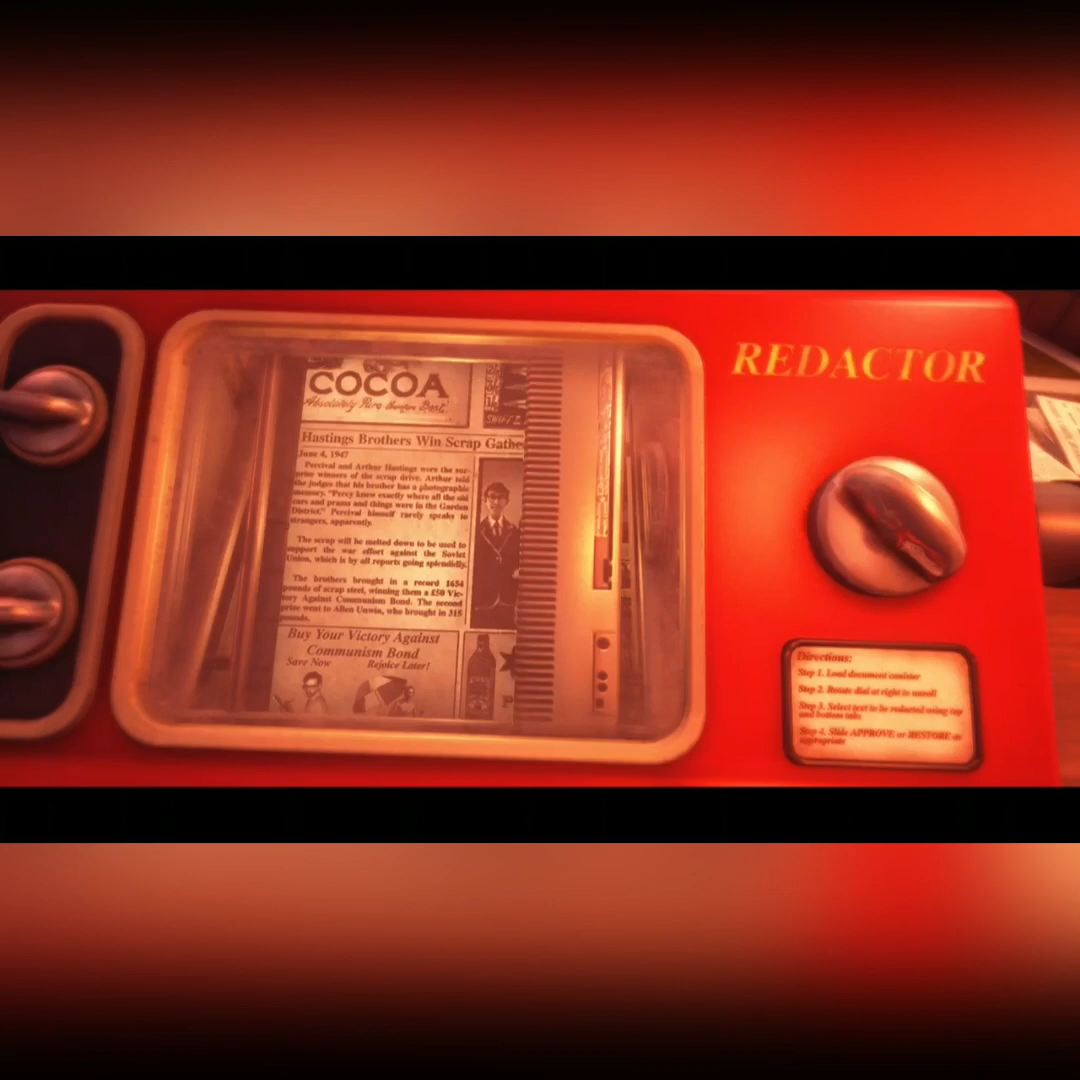 COCOA
Absolutely Pure therefore Best.
Hastings Brothers Win Scrap Gathe
June 4, 1947
Percival and Arthur Hastings were the sur-
prise winners of the scrap drive. Arthur told
the judges that his brother has a photographic
memory. "Percy knew exactly where all the old
cars and prams and things were in the Garden
District." Percival himself rarely speaks to
strangers, apparently.
The scrap will be melted down to be used to
support the war effort against the Soviet
Union, which is by all reports going splendidly.
The brothers brought in a record 1654
pounds of scrap steel, winning them a £50 Vic-
tory Against Communism Bond. The second
prize went to Allen Unwin, who brought in 315
pounds.
Buy Your Victory Against
Communism Bond
Save Now Rejoice Later!
REDACTOR
Directions:
Step 1. Load document canister
Step 2. Rotate dial at right to unroll
Step 3. Select text to be redacted using top
and bottom tabs
Step 4. Slide APPROVE or RESTORE as
appropriate